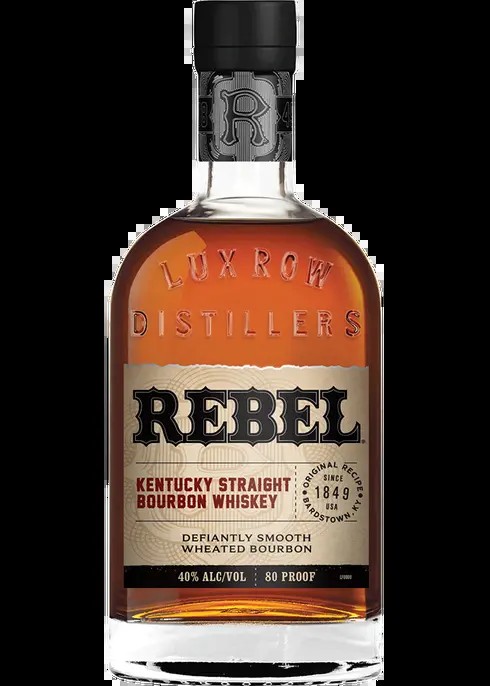 R
LUX ROW
DISTILLERS
REBEL
KENTUCKY STRAIGHT
BOURBON WHISKEY
ORIGINAL RECIPE
SINCE
1849
USA
BARDSTOWN, KY
DEFIANTLY SMOOTH
WHEATED BOURBON
40% ALC/VOL 80 PROOF